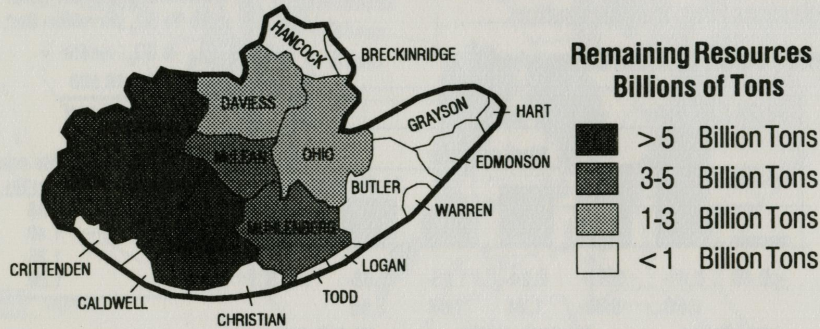 HANCOCK
BRECKINRIDGE
Remaining Resources
Billions of Tons
DAVIESS
GRAYSON
HART
> 5 Billion Tons
McLEAN
OHIO
EDMONSON
3-5 Billion Tons
BUTLER
WARREN
1-3 Billion Tons
MUHLENBERG
LOGAN
< 1 Billion Tons
CRITTENDEN
TODD
CALDWELL
CHRISTIAN